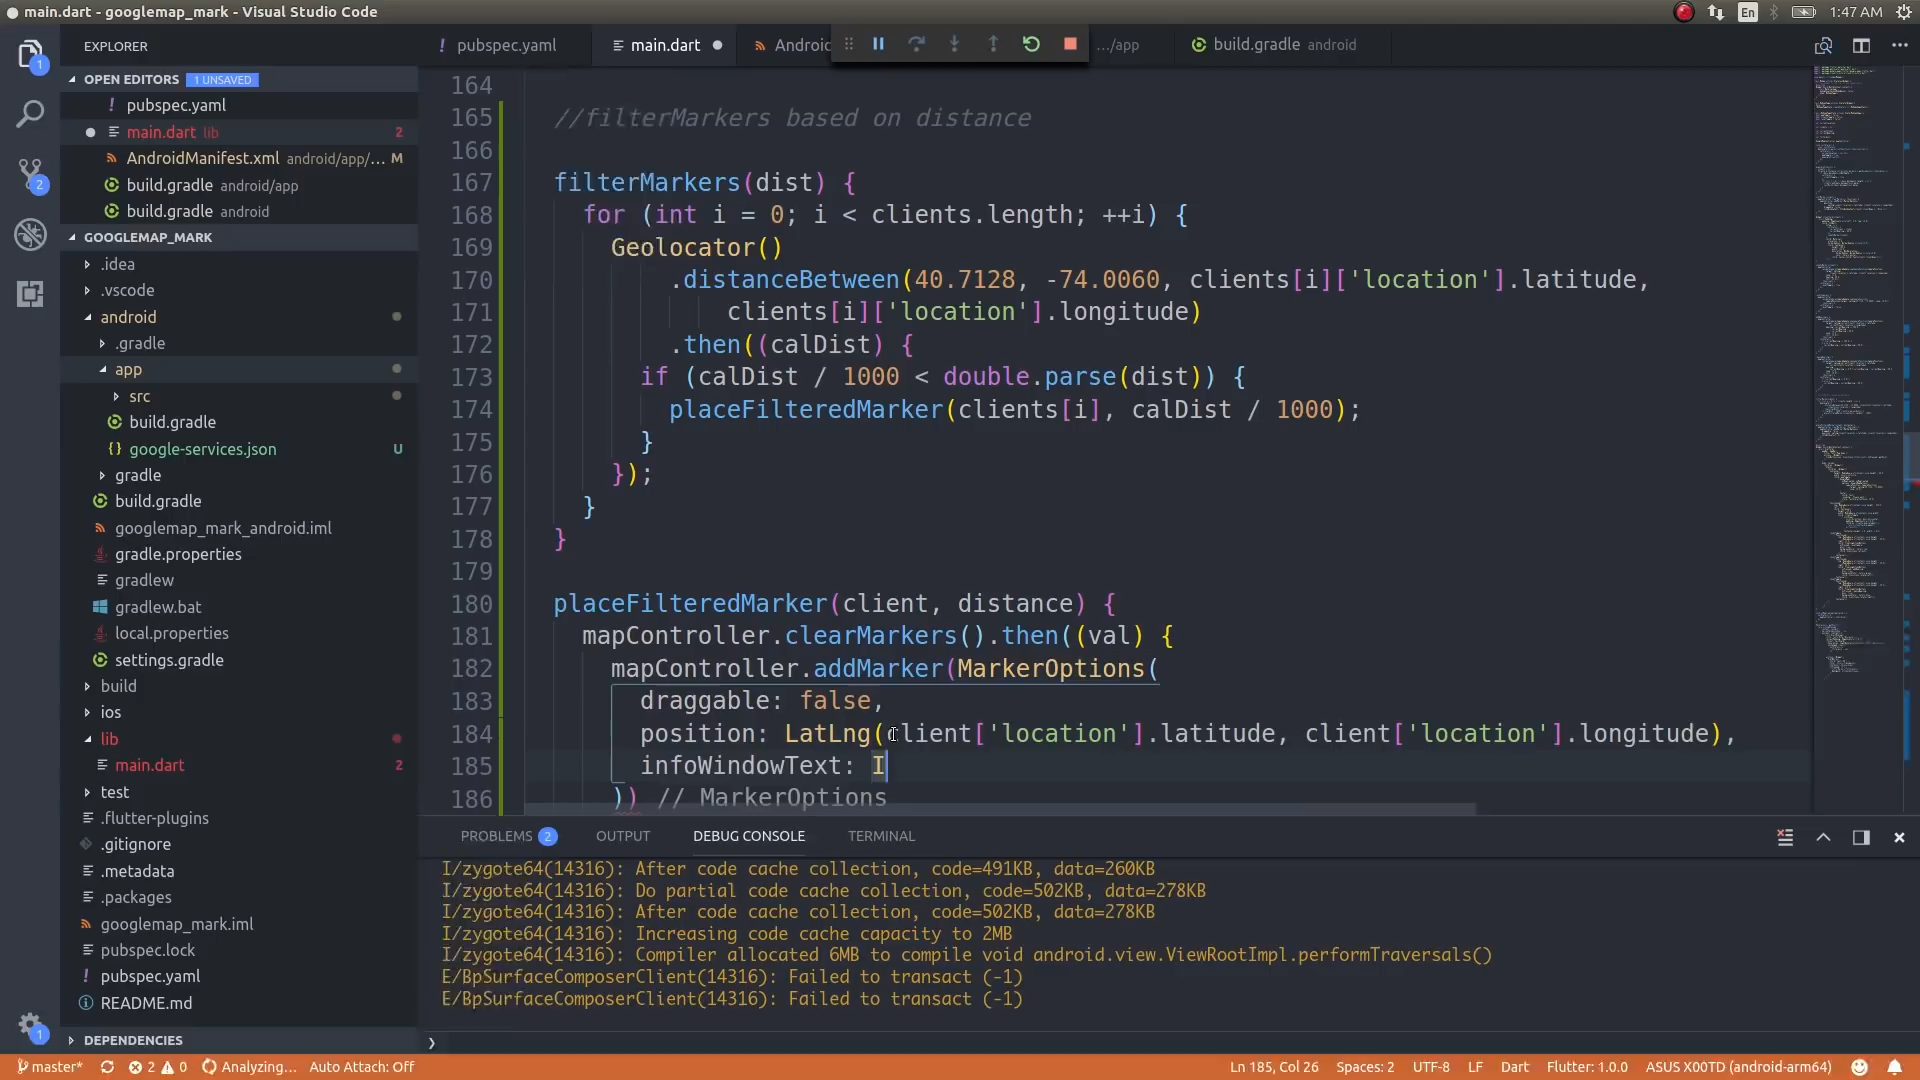 main.dart - googlemap_mark - Visual Studio Code
En
1:47 AM
EXPLORER
OPEN EDITORS 1 UNSAVED
! pubspec.yaml
main.dart lib 2
AndroidManifest.xml android/app/... M
build.gradle android/app
build.gradle android
GOOGLEMAP_MARK
.idea
.vscode
android
.gradle
app
src
build.gradle
{} google-services.json U
gradle
build.gradle
googlemap_mark_android.iml
gradle.properties
gradlew
gradlew.bat
local.properties
settings.gradle
build
ios
lib
main.dart 2
test
.flutter-plugins
.gitignore
.metadata
.packages
googlemap_mark.iml
pubspec.lock
! pubspec.yaml
README.md
DEPENDENCIES
1
2
1
! pubspec.yaml
main.dart
Android
.../app
build.gradle android
164
165 //filterMarkers based on distance
166
167 filterMarkers(dist) {
168 for (int i = 0; i < clients.length; ++i) {
169 Geolocator()
170 .distanceBetween(40.7128, -74.0060, clients[i]['location'].latitude,
171 clients[i]['location'].longitude)
172 .then((calDist) {
173 if (calDist / 1000 < double.parse(dist)) {
174 placeFilteredMarker(clients[i], calDist / 1000);
175 }
176 });
177 }
178 }
179
180 placeFilteredMarker(client, distance) {
181 mapController.clearMarkers().then((val) {
182 mapController.addMarker(MarkerOptions(
183 draggable: false,
184 position: LatLng(client['location'].latitude, client['location'].longitude),
185 infoWindowText: I
186 )) // MarkerOptions
PROBLEMS 2 OUTPUT DEBUG CONSOLE TERMINAL
I/zygote64(14316): After code cache collection, code=491KB, data=260KB
I/zygote64(14316): Do partial code cache collection, code=502KB, data=278KB
I/zygote64(14316): After code cache collection, code=502KB, data=278KB
I/zygote64(14316): Increasing code cache capacity to 2MB
I/zygote64(14316): Compiler allocated 6MB to compile void android.view.ViewRootImpl.performTraversals()
E/BpSurfaceComposerClient(14316): Failed to transact (-1)
E/BpSurfaceComposerClient(14316): Failed to transact (-1)
master* 2 0 Analyzing... Auto Attach: Off Ln 185, Col 26 Spaces: 2 UTF-8 LF Dart Flutter: 1.0.0 ASUS X00TD (android-arm64)